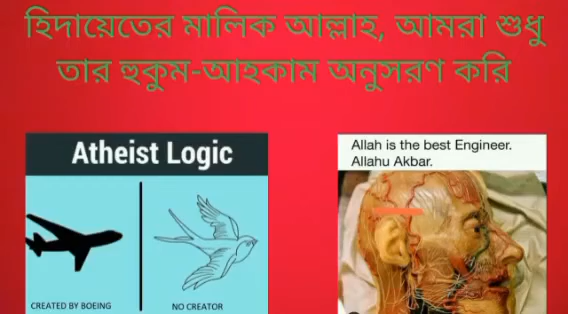 হিদায়েতের মালিক আল্লাহ, আমরা শুধু
তার হুকুম-আহকাম অনুসরণ করি
Atheist Logic
CREATED BY BOEING
NO CREATOR
Allah is the best Engineer.
Allahu Akbar.